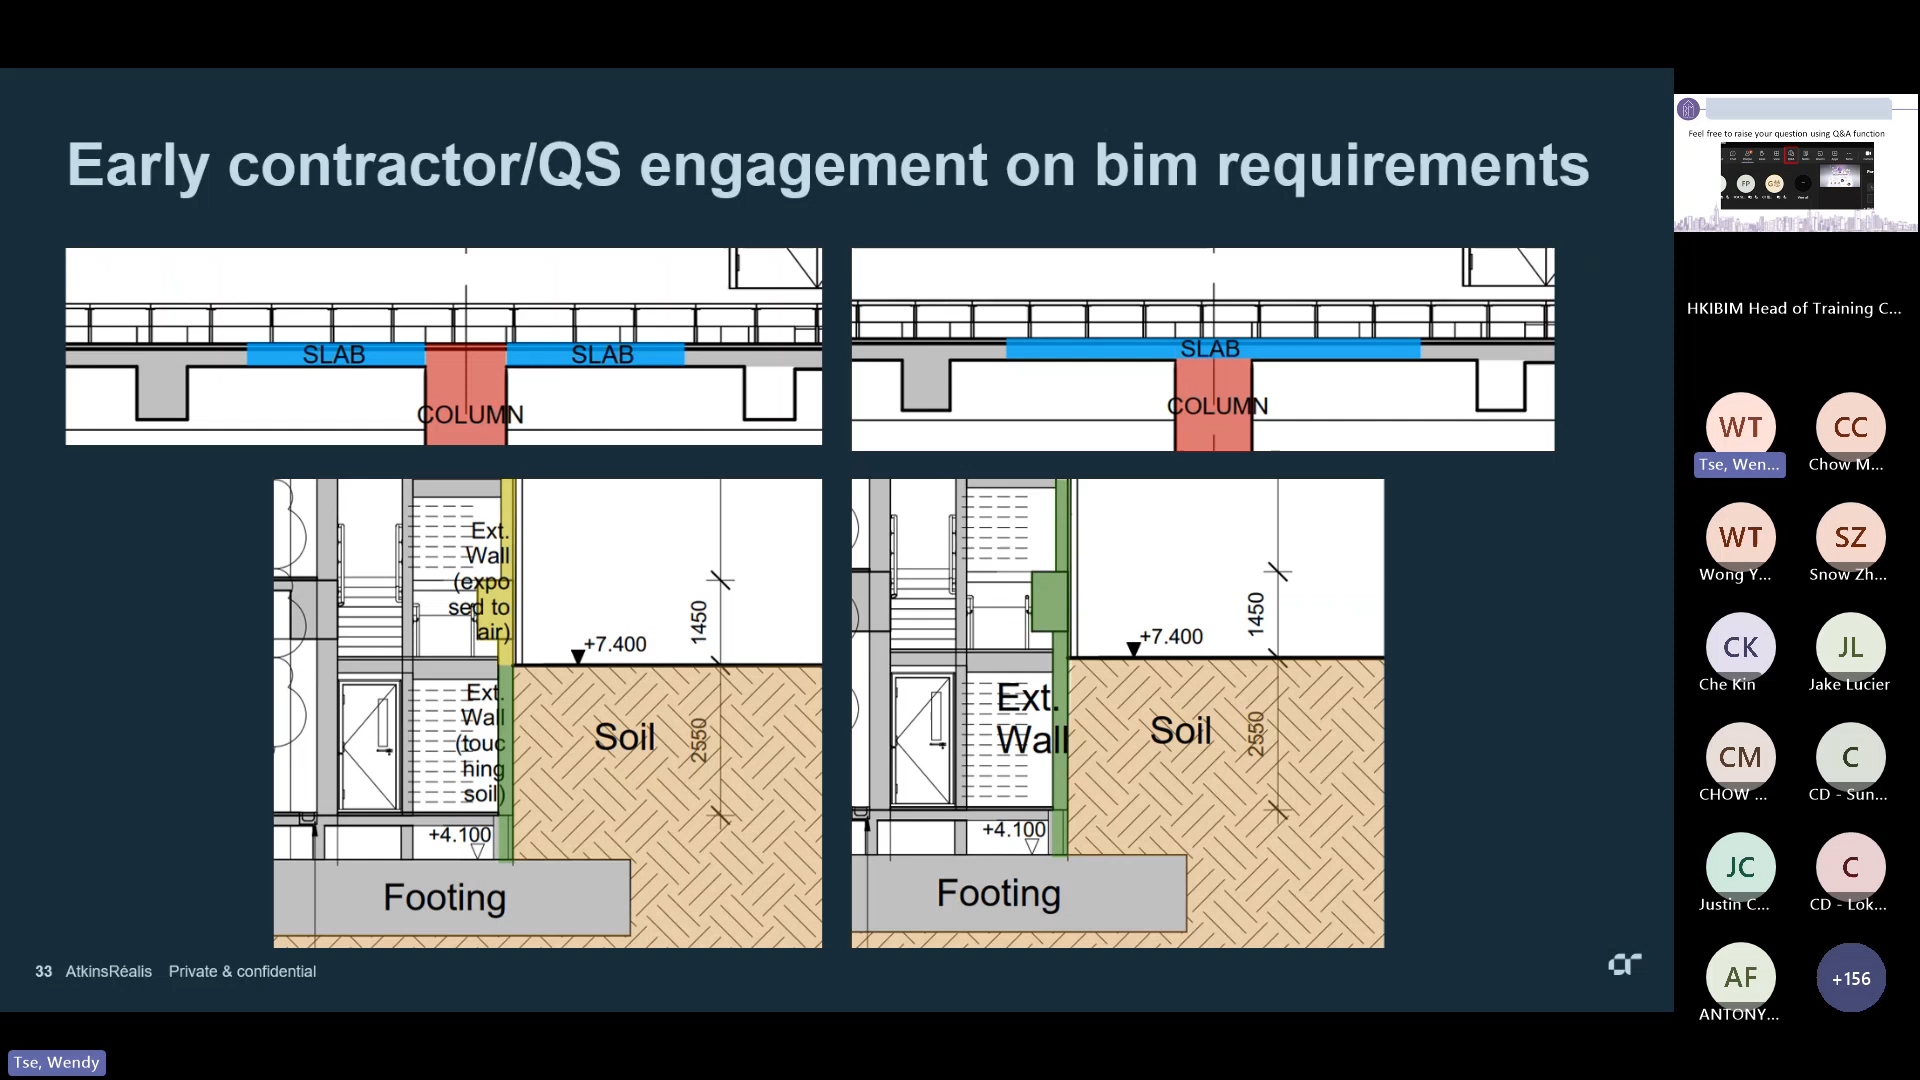 Early contractor/QS engagement on bim requirements
SLAB
SLAB
COLUMN
SLAB
COLUMN
Ext.
Wall
(expo
sed to
air)
Ext.
Wall
(touc
hing
soil)
+7.400
1450
2550
Soil
+4.100
Footing
Ext.
Wall
+7.400
1450
2550
Soil
+4.100
Footing
33 AtkinsRéalis Private & confidential
Tse, Wendy
Feel free to raise your question using Q&A function
FP
HKIBIM Head of Training C...
WT
Tse, Wen...
CC
Chow M...
WT
Wong Y...
SZ
Snow Zh...
CK
Che Kin
JL
Jake Lucier
CM
CHOW ...
C
CD - Sun...
JC
Justin C...
C
CD - Lok...
AF
ANTONY...
+156